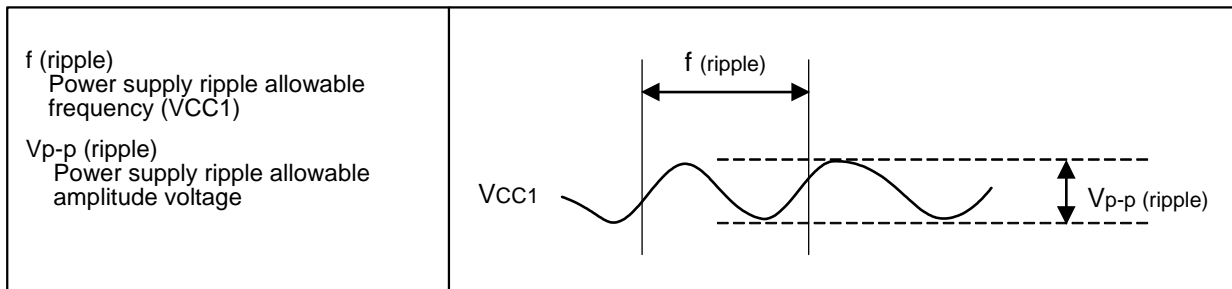 f (ripple)
Power supply ripple allowable
frequency (VCC1)
Vp-p (ripple)
Power supply ripple allowable
amplitude voltage
f (ripple)
VCC1
Vp-p (ripple)